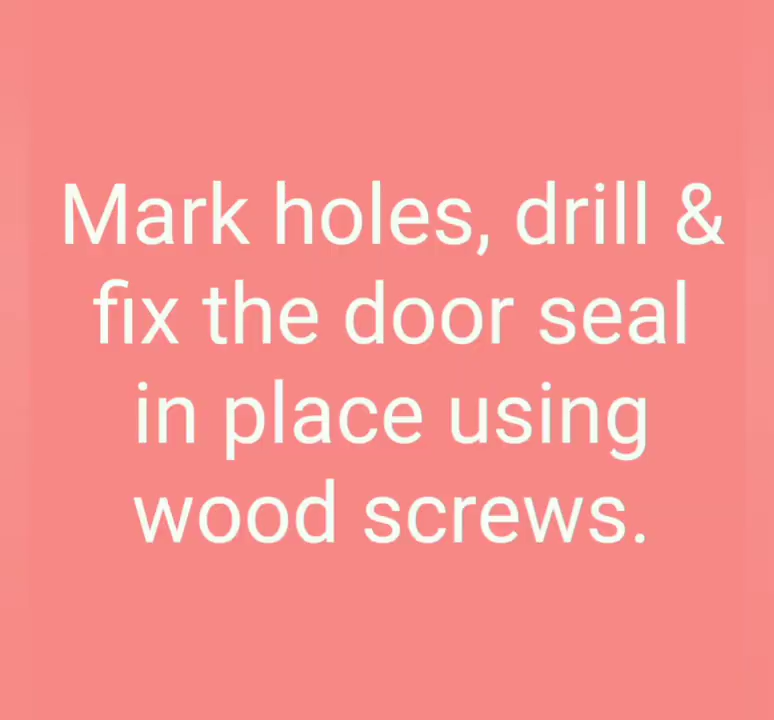 Mark holes, drill &
fix the door seal
in place using
wood screws.